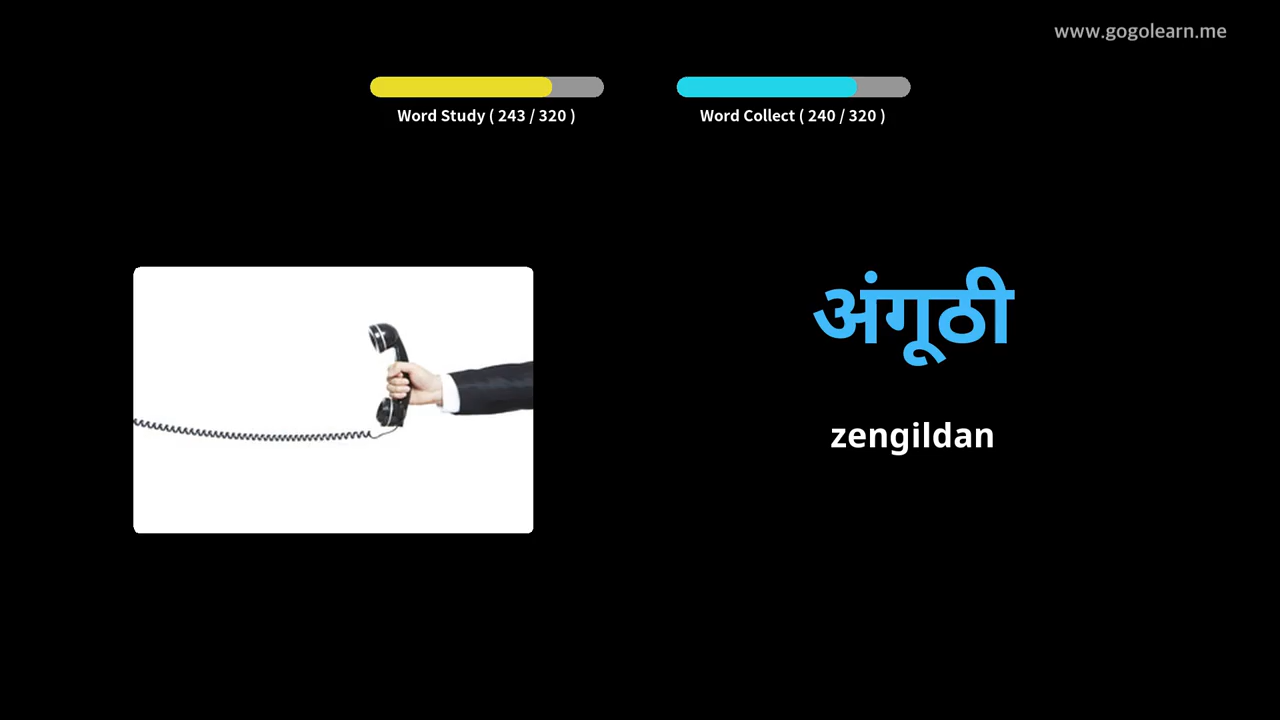 www.gogolearn.me
Word Study ( 243 / 320 )
Word Collect ( 240 / 320 )
अंगूठी
zengildan